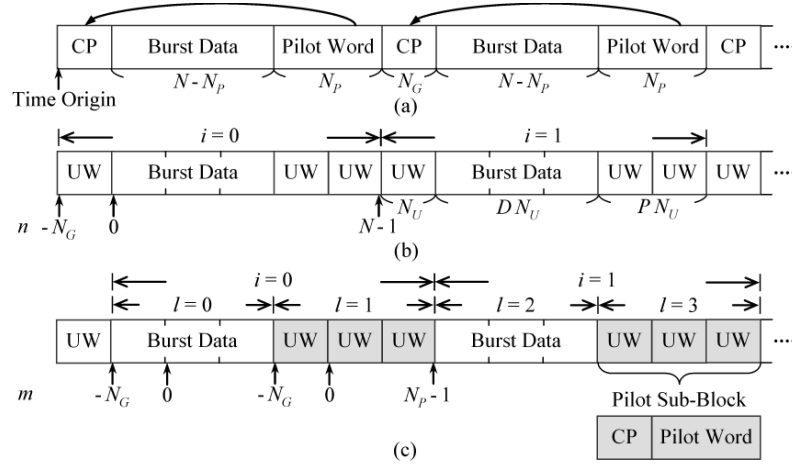 CP Burst Data Pilot Word CP Burst Data Pilot Word CP ····
N - N_P N_P N_G N - N_P N_P
Time Origin
(a)
i = 0 i = 1
UW Burst Data UW UW UW Burst Data UW UW UW ····
N_U D N_U P N_U
n - N_G 0 N - 1
(b)
i = 0 i = 1
l = 0 l = 1 l = 2 l = 3
UW Burst Data UW UW UW Burst Data UW UW UW ····
m - N_G 0 - N_G 0 N_P - 1
Pilot Sub-Block
CP Pilot Word
(c)